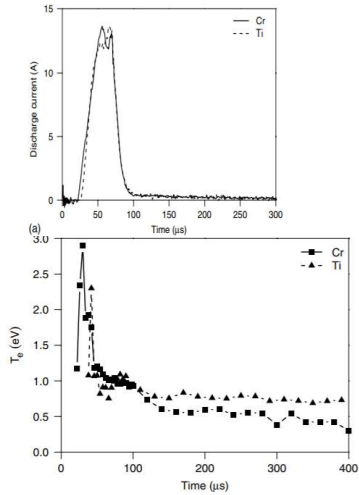 15
10
5
0
Discharge current (A)
Cr
Ti
0 50 100 150 200 250 300
Time (µs)
(a)
3.0
2.5
2.0
1.5
1.0
0.5
0.0
Te (eV)
Cr
Ti
0 100 200 300 400
Time (µs)